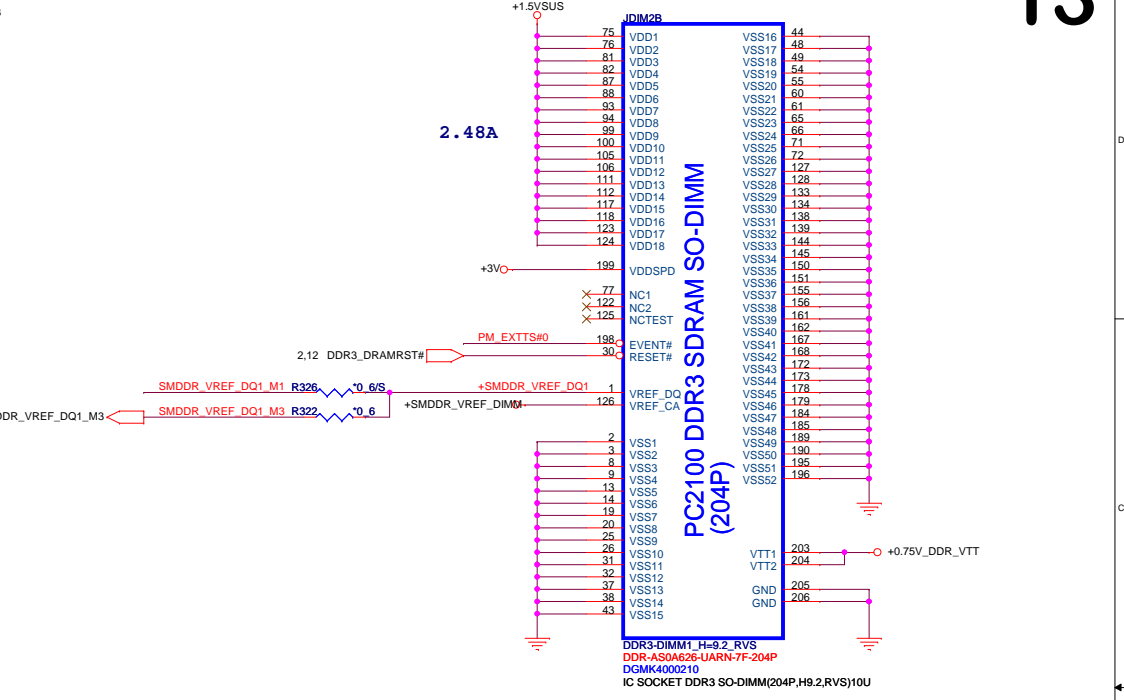 13
+1.5VSUS
JDIM2B
2.48A
75 VDD1
76 VDD2
81 VDD3
82 VDD4
87 VDD5
88 VDD6
93 VDD7
94 VDD8
99 VDD9
100 VDD10
105 VDD11
106 VDD12
111 VDD13
112 VDD14
117 VDD15
118 VDD16
123 VDD17
124 VDD18
+3V 199 VDDSPD
77 NC1
122 NC2
125 NCTEST
PM_EXTTS#0 198 EVENT#
2,12 DDR3_DRAMRST# 30 RESET#
SMDDR_VREF_DQ1_M1 R326 *0_6/S +SMDDR_VREF_DQ1 1 VREF_DQ
+SMDDR_VREF_DIMM 126 VREF_CA
DDR_VREF_DQ1_M3 SMDDR_VREF_DQ1_M3 R322 *0_6
2 VSS1
3 VSS2
8 VSS3
9 VSS4
13 VSS5
14 VSS6
19 VSS7
20 VSS8
25 VSS9
26 VSS10
31 VSS11
32 VSS12
37 VSS13
38 VSS14
43 VSS15
PC2100 DDR3 SDRAM SO-DIMM
(204P)
VSS16 44
VSS17 48
VSS18 49
VSS19 54
VSS20 55
VSS21 60
VSS22 61
VSS23 65
VSS24 66
VSS25 71
VSS26 72
VSS27 127
VSS28 128
VSS29 133
VSS30 134
VSS31 138
VSS32 139
VSS33 144
VSS34 145
VSS35 150
VSS36 151
VSS37 155
VSS38 156
VSS39 161
VSS40 162
VSS41 167
VSS42 168
VSS43 172
VSS44 173
VSS45 178
VSS46 179
VSS47 184
VSS48 185
VSS49 189
VSS50 190
VSS51 195
VSS52 196
VTT1 203
VTT2 204
+0.75V_DDR_VTT
GND 205
GND 206
DDR3-DIMM1_H=9.2_RVS
DDR-AS0A626-UARN-7F-204P
DGMK4000210
IC SOCKET DDR3 SO-DIMM(204P,H9.2,RVS)10U
D
C